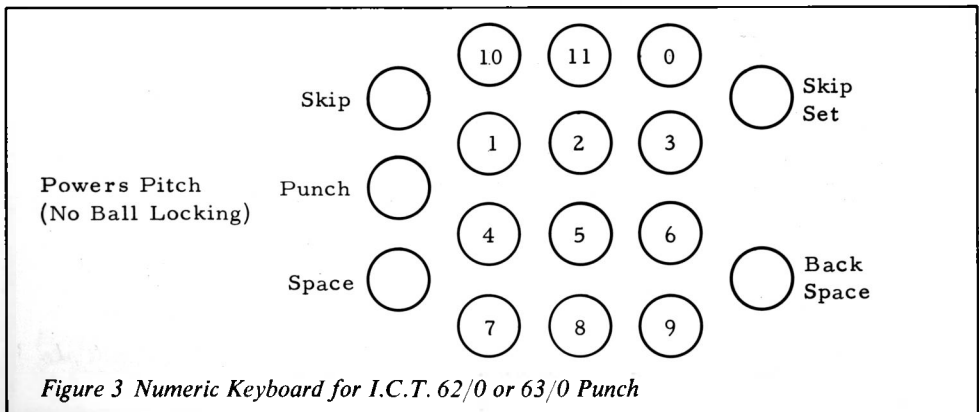 10 11 0
Skip
Skip
Set
1 2 3
Powers Pitch
(No Ball Locking)
Punch
4 5 6
Space
Back
Space
7 8 9
Figure 3 Numeric Keyboard for I.C.T. 62/0 or 63/0 Punch